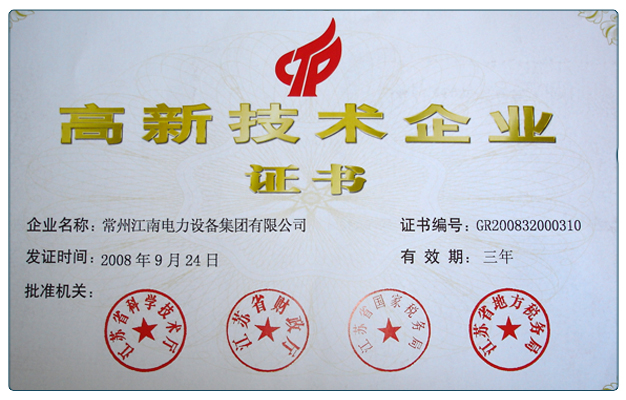 高新技术企业
证书
企业名称：常州江南电力设备集团有限公司
证书编号：GR200832000310
发证时间：2008年9月24日
有效期：三年
批准机关：
江苏省科学技术厅
江苏省财政厅
江苏省国家税务局
江苏省地方税务局